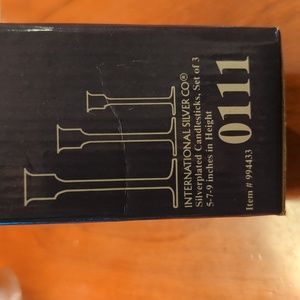 INTERNATIONAL SILVER CO®
Silverplated Candlesticks, Set of 3
5-7-9 inches in Height
0111
Item # 994433